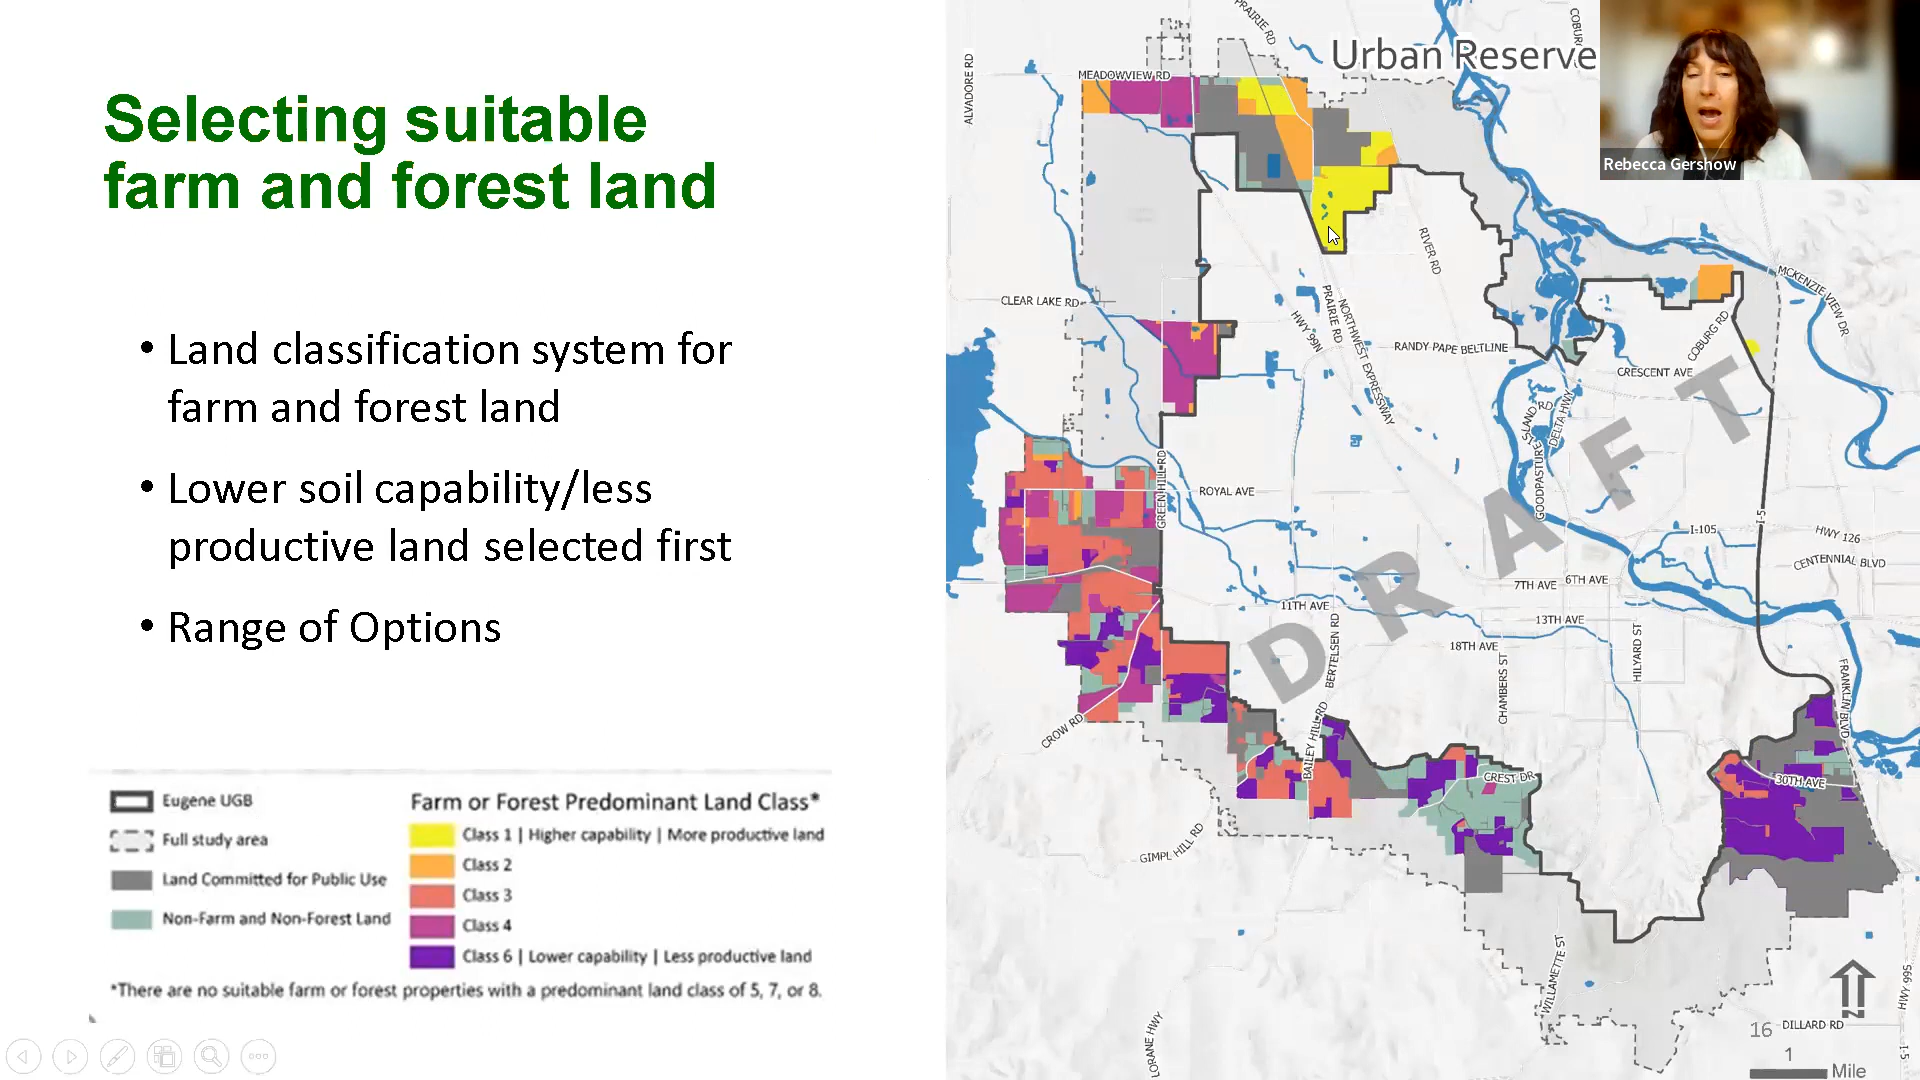 Selecting suitable
farm and forest land
• Land classification system for
farm and forest land
• Lower soil capability/less
productive land selected first
• Range of Options
Eugene UGB
Full study area
Land Committed for Public Use
Non-Farm and Non-Forest Land
Farm or Forest Predominant Land Class*
Class 1 | Higher capability | More productive land
Class 2
Class 3
Class 4
Class 6 | Lower capability | Less productive land
*There are no suitable farm or forest properties with a predominant land class of 5, 7, or 8.
Urban Reserve
Rebecca Gershow
PRAIRIE RD
COBURG
ALVADORE RD
MEADOWVIEW RD
RIVER RD
MCKENZIE VIEW DR
CLEAR LAKE RD
PRAIRIE RD
HWY 99N
NORTHWEST EXPRESSWAY
RANDY PAPE BELTLINE
COBURG RD
CRESCENT AVE
GOODPASTURE ISLAND RD
DELTA HWY
GREEN HILL RD
ROYAL AVE
I-5
I-105
HWY 126
CENTENNIAL BLVD
7TH AVE
6TH AVE
11TH AVE
13TH AVE
18TH AVE
BERTELSEN RD
CHAMBERS ST
HILYARD ST
FRANKLIN BLVD
DRAFT
CROW RD
BAILEY HILL RD
CREST DR
30TH AVE
GIMPL HILL RD
WILLAMETTE ST
LORANE HWY
HWY 99S
I-5
DILLARD RD
N
16
1
Mile